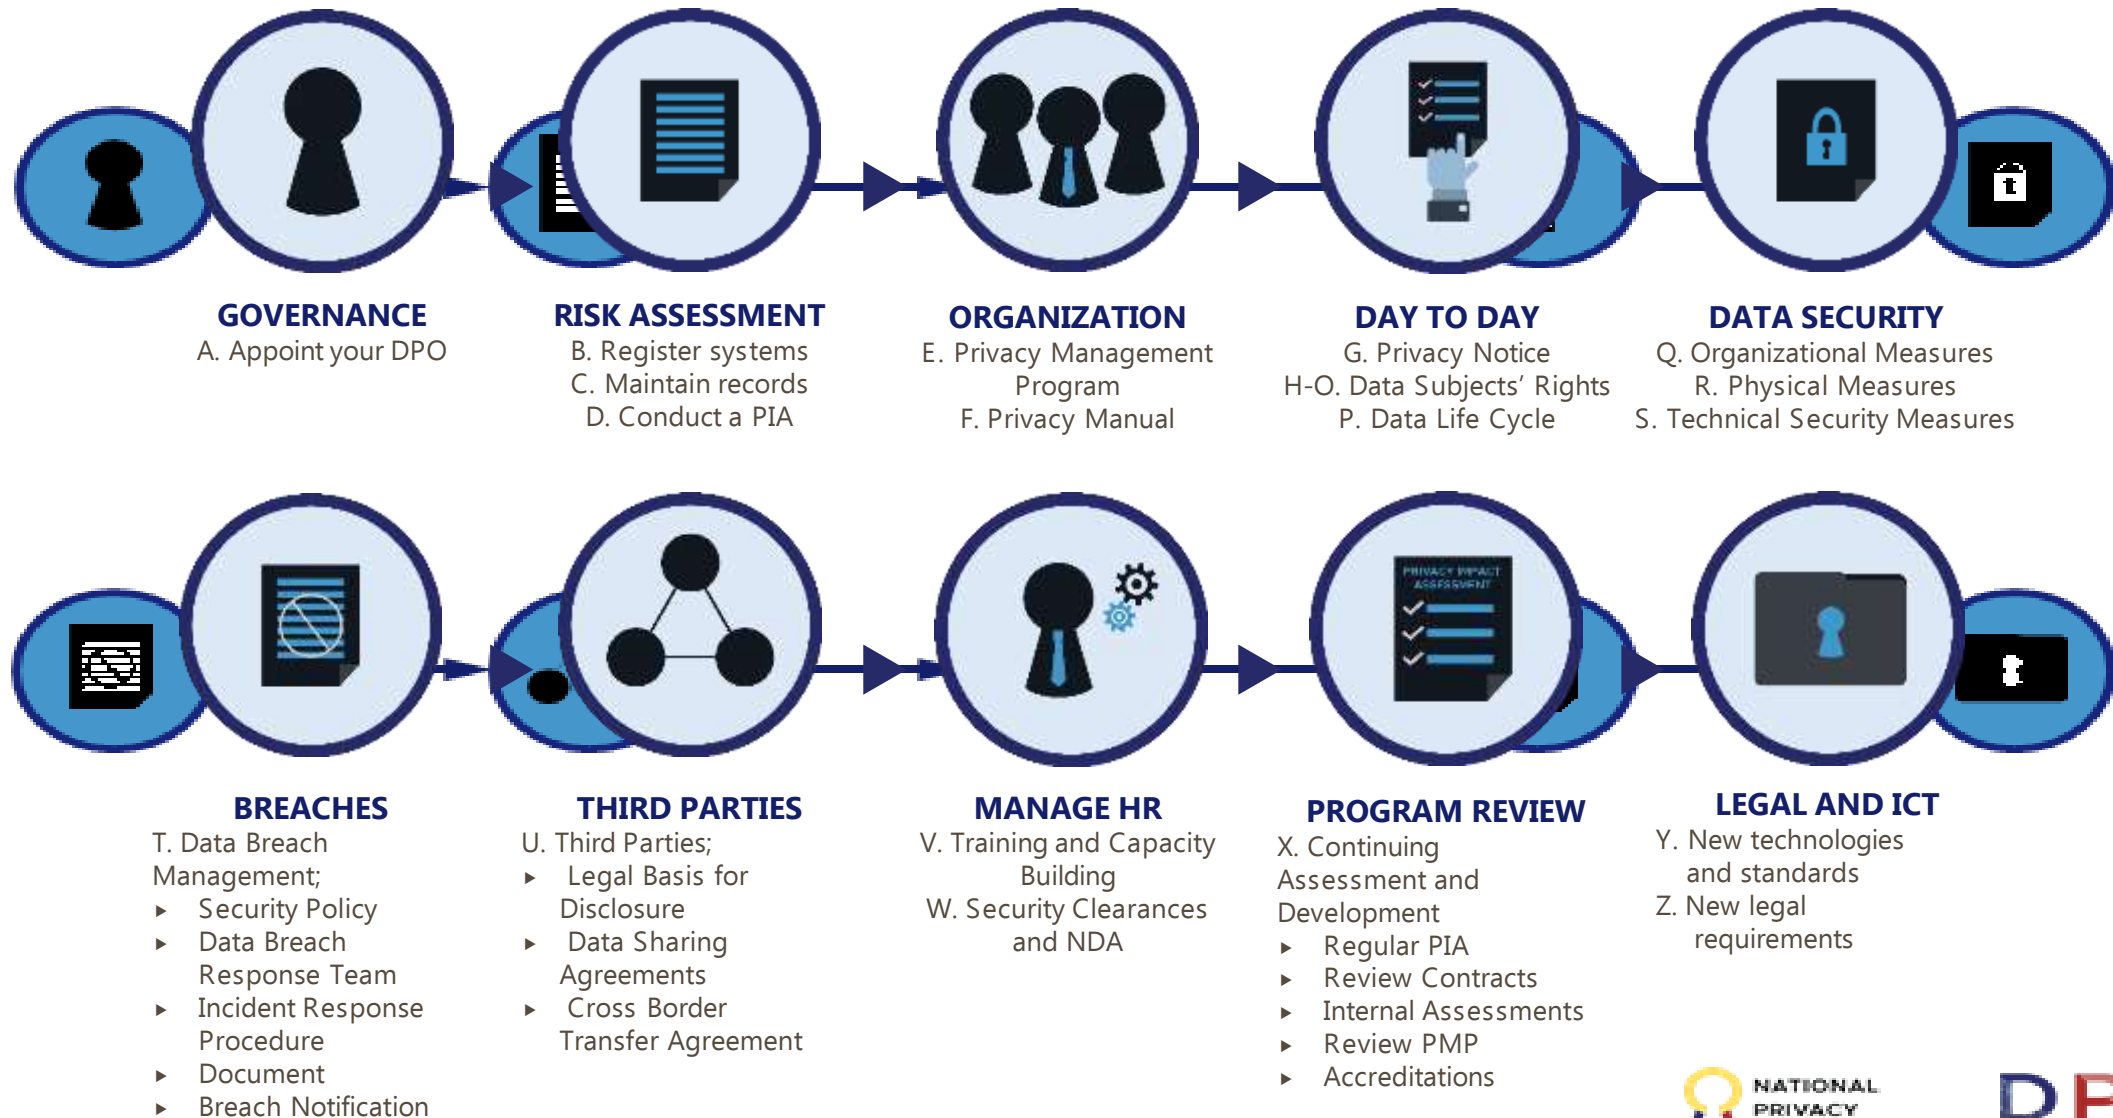 GOVERNANCE
A. Appoint your DPO
RISK ASSESSMENT
B. Register systems
C. Maintain records
D. Conduct a PIA
ORGANIZATION
E. Privacy Management
Program
F. Privacy Manual
DAY TO DAY
G. Privacy Notice
H-O. Data Subjects’ Rights
P. Data Life Cycle
DATA SECURITY
Q. Organizational Measures
R. Physical Measures
S. Technical Security Measures
PRIVACY IMPACT
ASSESSMENT
BREACHES
T. Data Breach
Management;
▸ Security Policy
▸ Data Breach
Response Team
▸ Incident Response
Procedure
▸ Document
▸ Breach Notification
THIRD PARTIES
U. Third Parties;
▸ Legal Basis for
Disclosure
▸ Data Sharing
Agreements
▸ Cross Border
Transfer Agreement
MANAGE HR
V. Training and Capacity
Building
W. Security Clearances
and NDA
PROGRAM REVIEW
X. Continuing
Assessment and
Development
▸ Regular PIA
▸ Review Contracts
▸ Internal Assessments
▸ Review PMP
▸ Accreditations
LEGAL AND ICT
Y. New technologies
and standards
Z. New legal
requirements
NATIONAL
PRIVACY